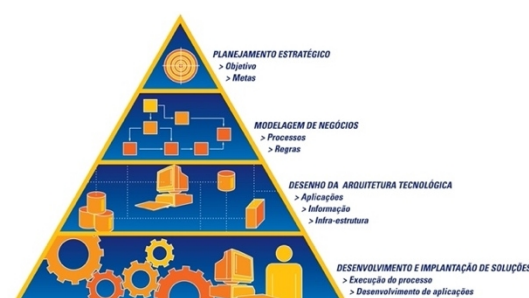 PLANEJAMENTO ESTRATÉGICO
> Objetivo
> Metas
MODELAGEM DE NEGÓCIOS
> Processos
> Regras
DESENHO DA ARQUITETURA TECNOLÓGICA
> Aplicações
> Informação
> Infra-estrutura
DESENVOLVIMENTO E IMPLANTAÇÃO DE SOLUÇÕES
> Execução do processo
> Desenvolvimento de aplicações